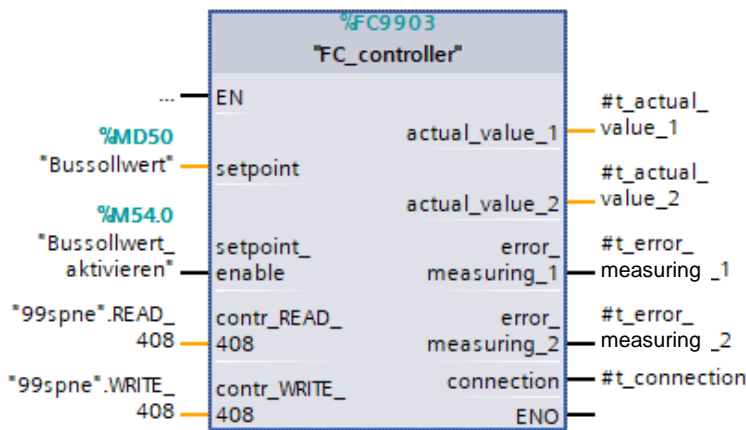 %FC9903
"FC_controller"
... EN
%MD50
"Bussollwert" setpoint
%M54.0
"Bussollwert_
aktivieren"
setpoint_
enable
"99spne".READ_
408
contr_READ_
408
"99spne".WRITE_
408
contr_WRITE_
408
actual_value_1
#t_actual_
value_1
actual_value_2
#t_actual_
value_2
error_
measuring_1
#t_error_
measuring _1
error_
measuring_2
#t_error_
measuring _2
connection #t_connection
ENO